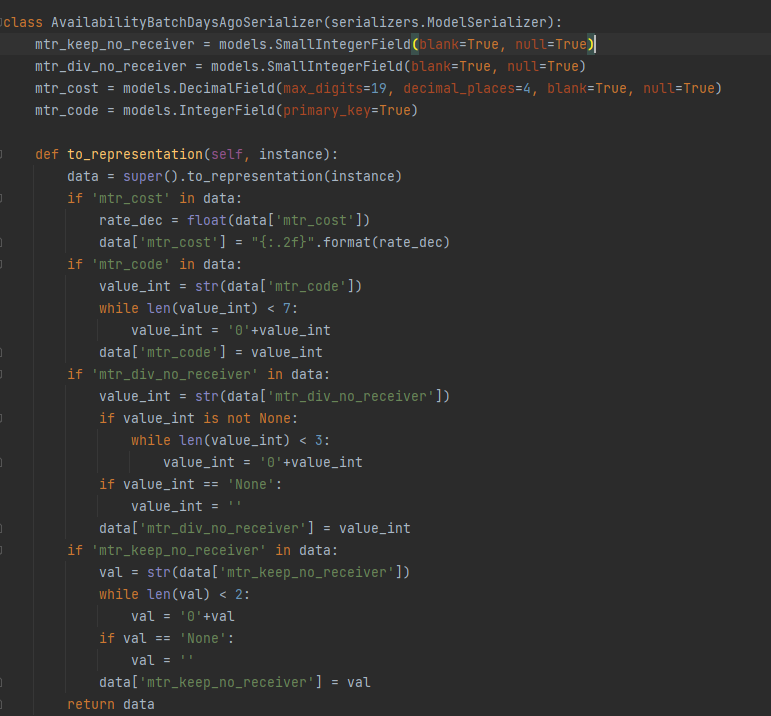 class AvailabilityBatchDaysAgoSerializer(serializers.ModelSerializer):
    mtr_keep_no_receiver = models.SmallIntegerField(blank=True, null=True)
    mtr_div_no_receiver = models.SmallIntegerField(blank=True, null=True)
    mtr_cost = models.DecimalField(max_digits=19, decimal_places=4, blank=True, null=True)
    mtr_code = models.IntegerField(primary_key=True)

    def to_representation(self, instance):
        data = super().to_representation(instance)
        if 'mtr_cost' in data:
            rate_dec = float(data['mtr_cost'])
            data['mtr_cost'] = "{:.2f}".format(rate_dec)
        if 'mtr_code' in data:
            value_int = str(data['mtr_code'])
            while len(value_int) < 7:
                value_int = '0'+value_int
            data['mtr_code'] = value_int
        if 'mtr_div_no_receiver' in data:
            value_int = str(data['mtr_div_no_receiver'])
            if value_int is not None:
                while len(value_int) < 3:
                    value_int = '0'+value_int
            if value_int == 'None':
                value_int = ''
            data['mtr_div_no_receiver'] = value_int
        if 'mtr_keep_no_receiver' in data:
            val = str(data['mtr_keep_no_receiver'])
            while len(val) < 2:
                val = '0'+val
            if val == 'None':
                val = ''
            data['mtr_keep_no_receiver'] = val
        return data